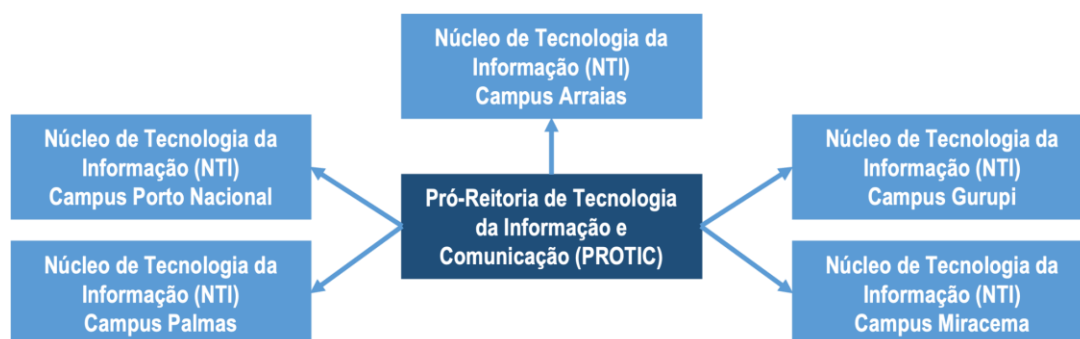 Núcleo de Tecnologia da
Informação (NTI)
Campus Arraias
Núcleo de Tecnologia da
Informação (NTI)
Campus Porto Nacional
Pró-Reitoria de Tecnologia
da Informação e
Comunicação (PROTIC)
Núcleo de Tecnologia da
Informação (NTI)
Campus Gurupi
Núcleo de Tecnologia da
Informação (NTI)
Campus Palmas
Núcleo de Tecnologia da
Informação (NTI)
Campus Miracema